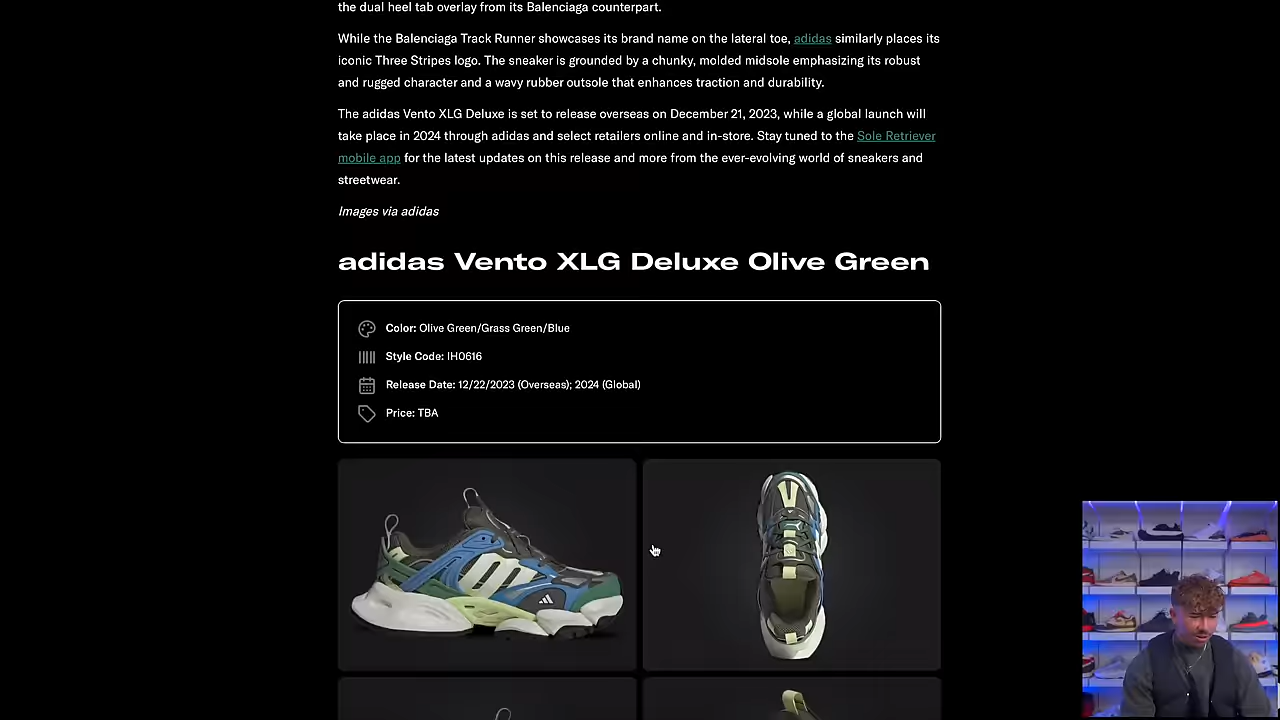 the dual heel tab overlay from its Balenciaga counterpart.
While the Balenciaga Track Runner showcases its brand name on the lateral toe, adidas similarly places its
iconic Three Stripes logo. The sneaker is grounded by a chunky, molded midsole emphasizing its robust
and rugged character and a wavy rubber outsole that enhances traction and durability.
The adidas Vento XLG Deluxe is set to release overseas on December 21, 2023, while a global launch will
take place in 2024 through adidas and select retailers online and in-store. Stay tuned to the Sole Retriever
mobile app for the latest updates on this release and more from the ever-evolving world of sneakers and
streetwear.
Images via adidas
adidas Vento XLG Deluxe Olive Green
Color: Olive Green/Grass Green/Blue
Style Code: IH0616
Release Date: 12/22/2023 (Overseas); 2024 (Global)
Price: TBA